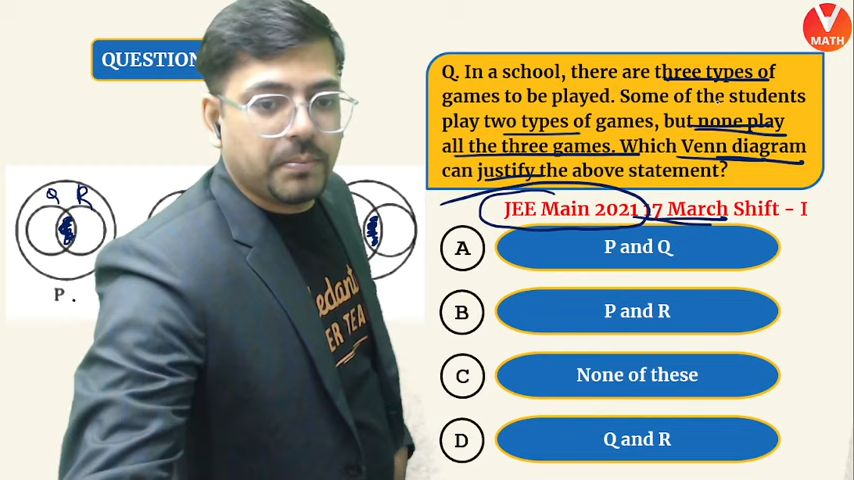 MATH
QUESTION
Q. In a school, there are three types of
games to be played. Some of the students
play two types of games, but none play
all the three games. Which Venn diagram
can justify the above statement?
JEE Main 2021 17 March Shift - I
Q R
P .
A P and Q
B P and R
C None of these
D Q and R